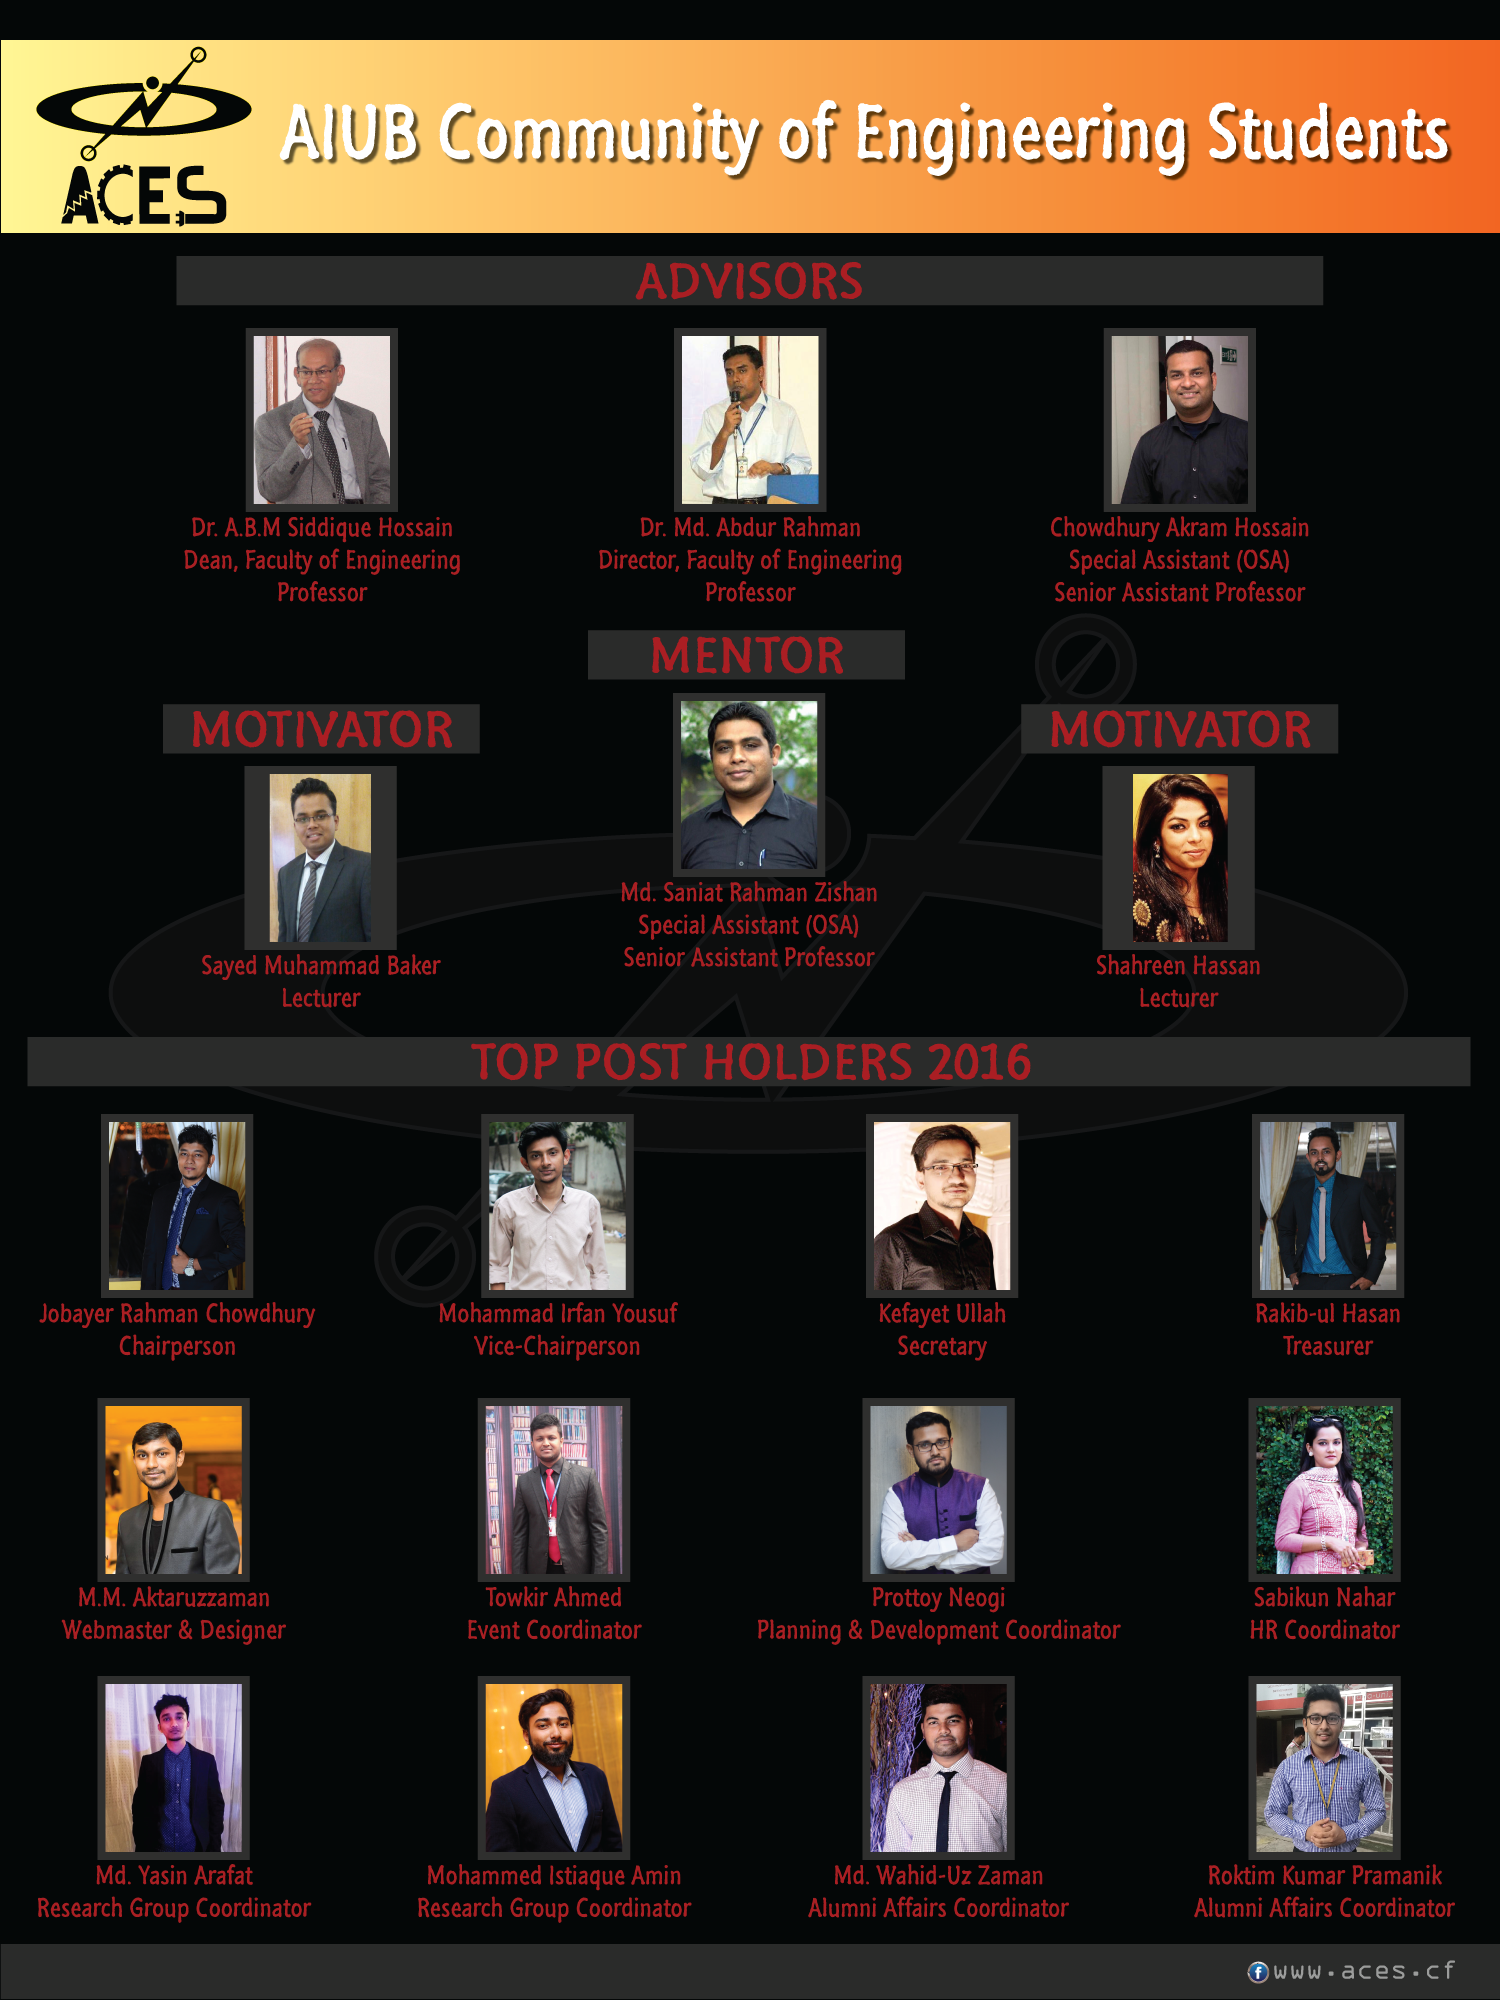 ACES
AIUB Community of Engineering Students
ADVISORS
Dr. A.B.M Siddique Hossain
Dean, Faculty of Engineering
Professor
Dr. Md. Abdur Rahman
Director, Faculty of Engineering
Professor
Chowdhury Akram Hossain
Special Assistant (OSA)
Senior Assistant Professor
MOTIVATOR
Sayed Muhammad Baker
Lecturer
MENTOR
Md. Saniat Rahman Zishan
Special Assistant (OSA)
Senior Assistant Professor
MOTIVATOR
Shahreen Hassan
Lecturer
TOP POST HOLDERS 2016
Jobayer Rahman Chowdhury
Chairperson
Mohammad Irfan Yousuf
Vice-Chairperson
Kefayet Ullah
Secretary
Rakib-ul Hasan
Treasurer
M.M. Aktaruzzaman
Webmaster & Designer
Towkir Ahmed
Event Coordinator
Prottoy Neogi
Planning & Development Coordinator
Sabikun Nahar
HR Coordinator
Md. Yasin Arafat
Research Group Coordinator
Mohammed Istiaque Amin
Research Group Coordinator
Md. Wahid-Uz Zaman
Alumni Affairs Coordinator
Roktim Kumar Pramanik
Alumni Affairs Coordinator
www.aces.cf